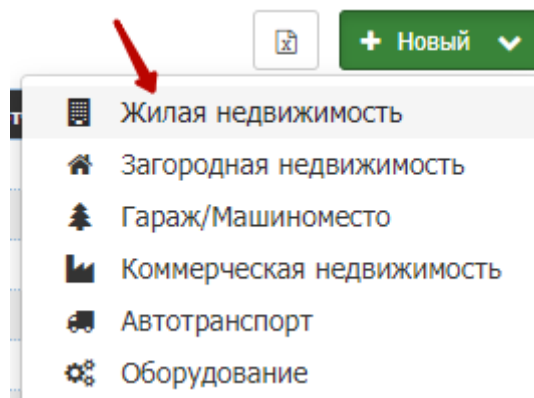 Новый
Жилая недвижимость
Загородная недвижимость
Гараж/Машиноместо
Коммерческая недвижимость
Автотранспорт
Оборудование